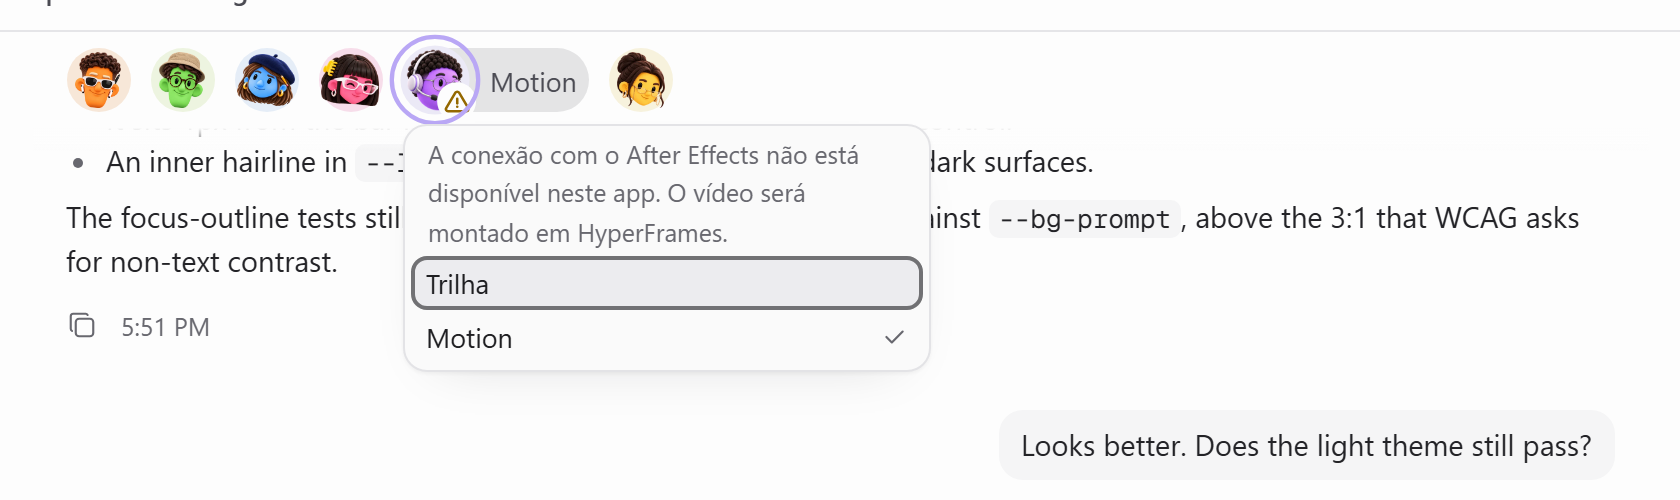 Motion
A conexão com o After Effects não está
disponível neste app. O vídeo será
montado em HyperFrames.
Trilha
Motion
• An inner hairline in --
dark surfaces.
The focus-outline tests still
against --bg-prompt, above the 3:1 that WCAG asks
for non-text contrast.
5:51 PM
Looks better. Does the light theme still pass?